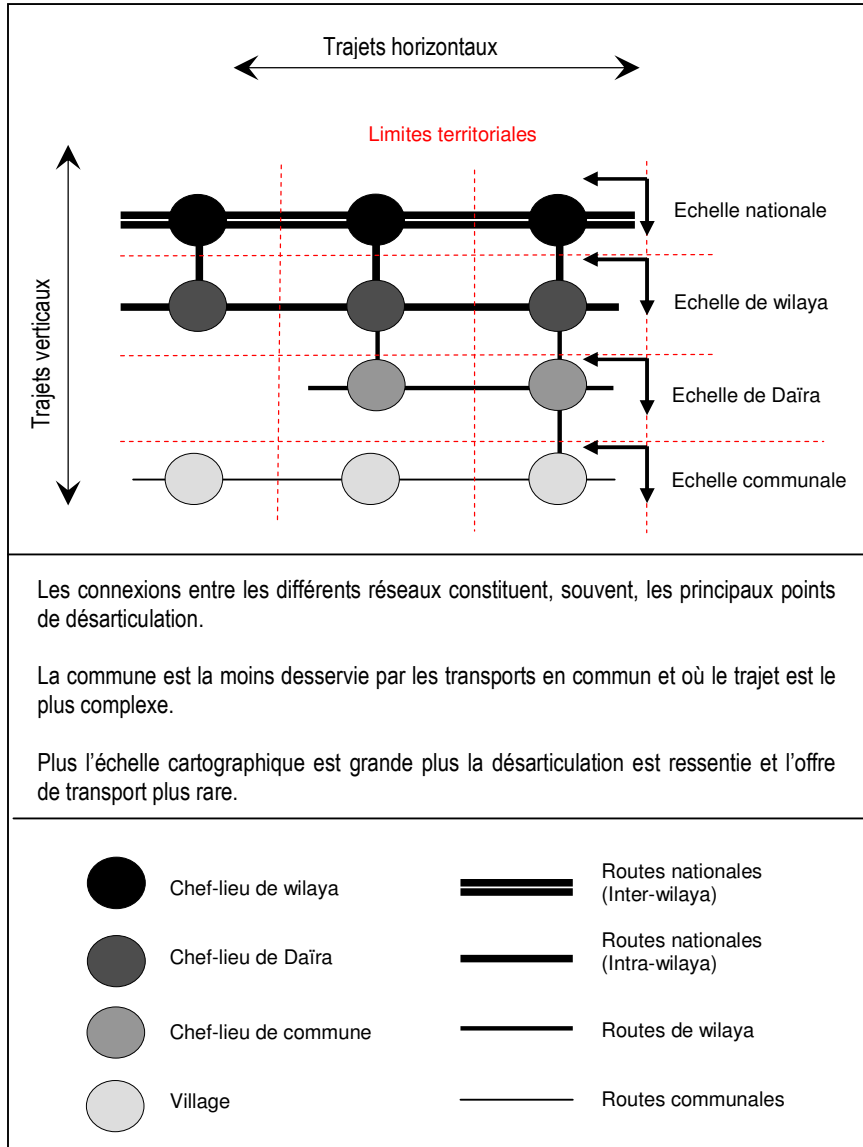 Trajets horizontaux
Limites territoriales
Trajets verticaux
Echelle nationale
Echelle de wilaya
Echelle de Daïra
Echelle communale
Les connexions entre les différents réseaux constituent, souvent, les principaux points
de désarticulation.
La commune est la moins desservie par les transports en commun et où le trajet est le
plus complexe.
Plus l'échelle cartographique est grande plus la désarticulation est ressentie et l'offre
de transport plus rare.
Chef-lieu de wilaya
Routes nationales
(Inter-wilaya)
Chef-lieu de Daïra
Routes nationales
(Intra-wilaya)
Chef-lieu de commune
Routes de wilaya
Village
Routes communales